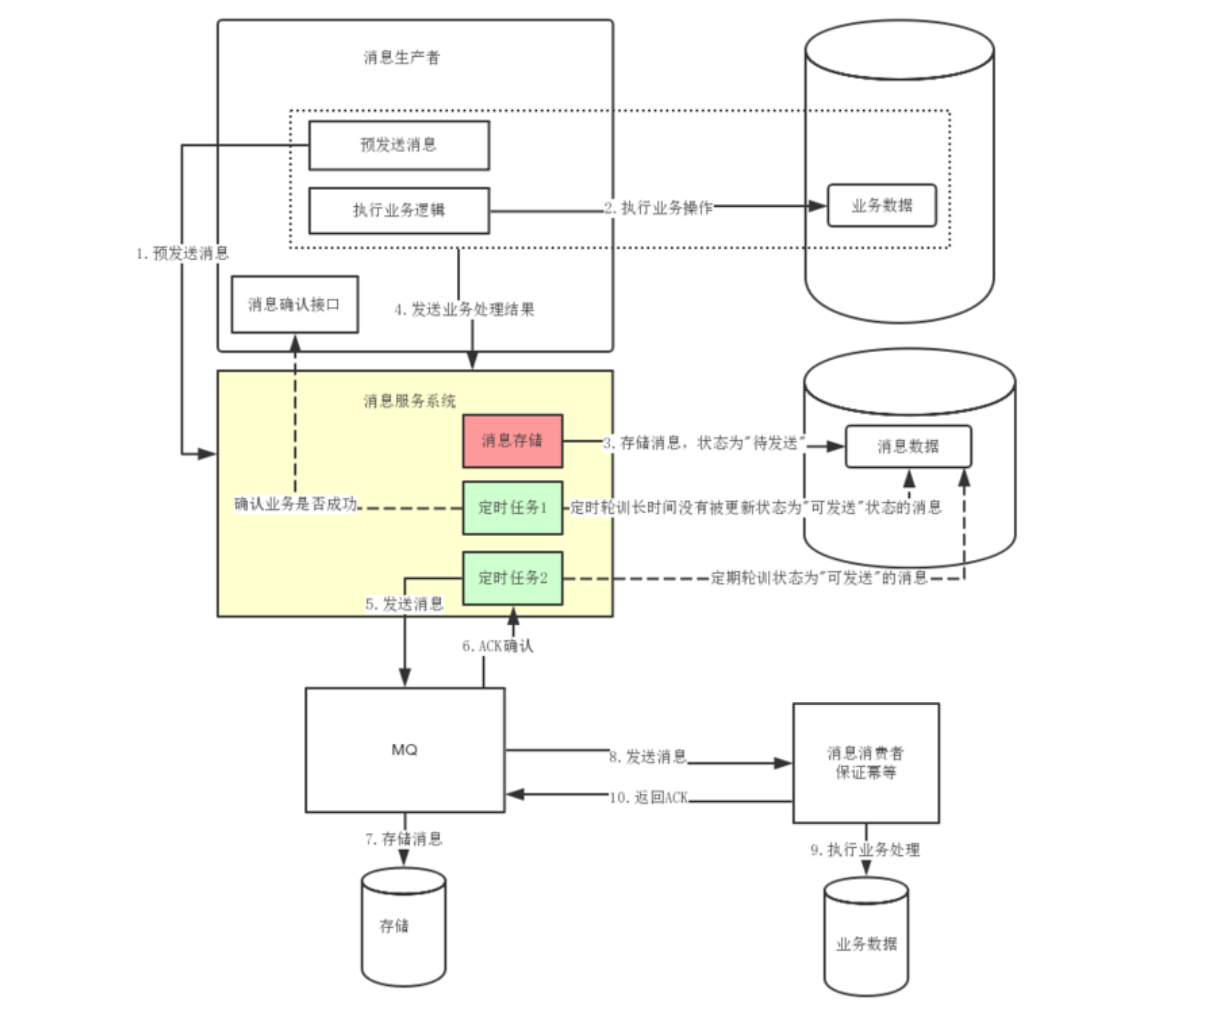 消息生产者
预发送消息
执行业务逻辑
2.执行业务操作
业务数据
1.预发送消息
消息确认接口
4.发送业务处理结果
消息服务系统
消息存储
3.存储消息，状态为"待发送"
消息数据
确认业务是否成功
定时任务1
定时轮训长时间没有被更新状态为"可发送"状态的消息
定时任务2
定期轮训状态为"可发送"的消息
5.发送消息
6.ACK确认
MQ
8.发送消息
消息消费者
保证幂等
10.返回ACK
7.存储消息
9.执行业务处理
存储
业务数据